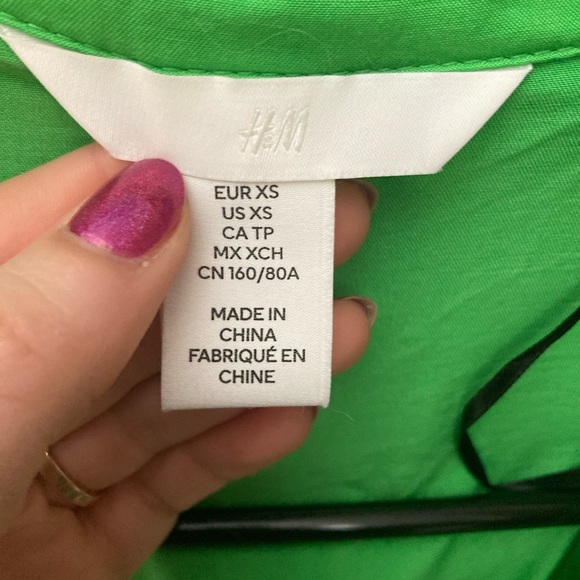 H&M
EUR XS
US XS
CA TP
MX XCH
CN 160/80A
MADE IN
CHINA
FABRIQUÉ EN
CHINE